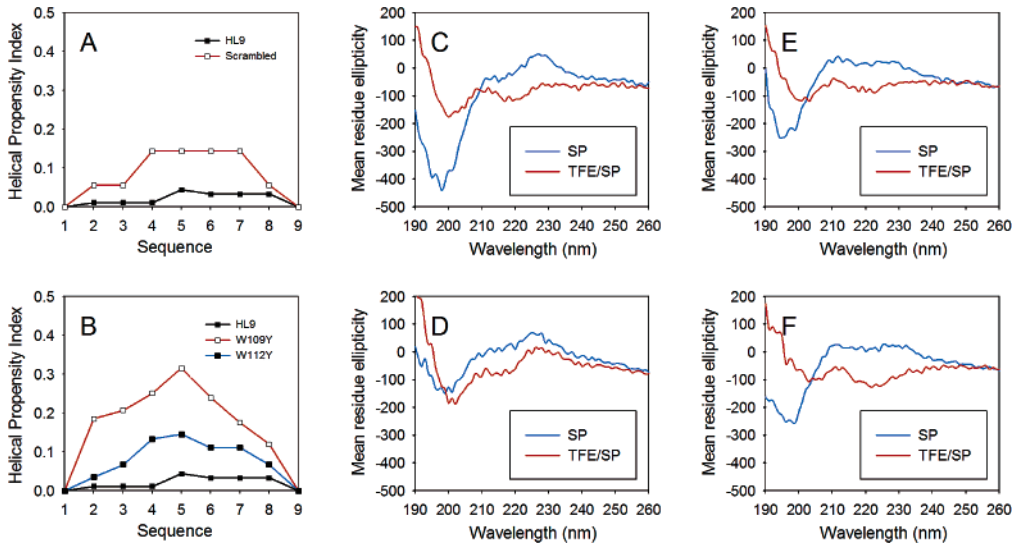 A
Helical Propensity Index
0.5
0.4
0.3
0.2
0.1
0.0
HL9
Scrambled
1 2 3 4 5 6 7 8 9
Sequence
C
Mean residue ellipticity
200
100
0
-100
-200
-300
-400
-500
SP
TFE/SP
190 200 210 220 230 240 250 260
Wavelength (nm)
E
Mean residue ellipticity
200
100
0
-100
-200
-300
-400
-500
SP
TFE/SP
190 200 210 220 230 240 250 260
Wavelength (nm)
B
Helical Propensity Index
0.5
0.4
0.3
0.2
0.1
0.0
HL9
W109Y
W112Y
1 2 3 4 5 6 7 8 9
Sequence
D
Mean residue ellipticity
200
100
0
-100
-200
-300
-400
-500
SP
TFE/SP
190 200 210 220 230 240 250 260
Wavelength (nm)
F
Mean residue ellipticity
200
100
0
-100
-200
-300
-400
-500
SP
TFE/SP
190 200 210 220 230 240 250 260
Wavelength (nm)